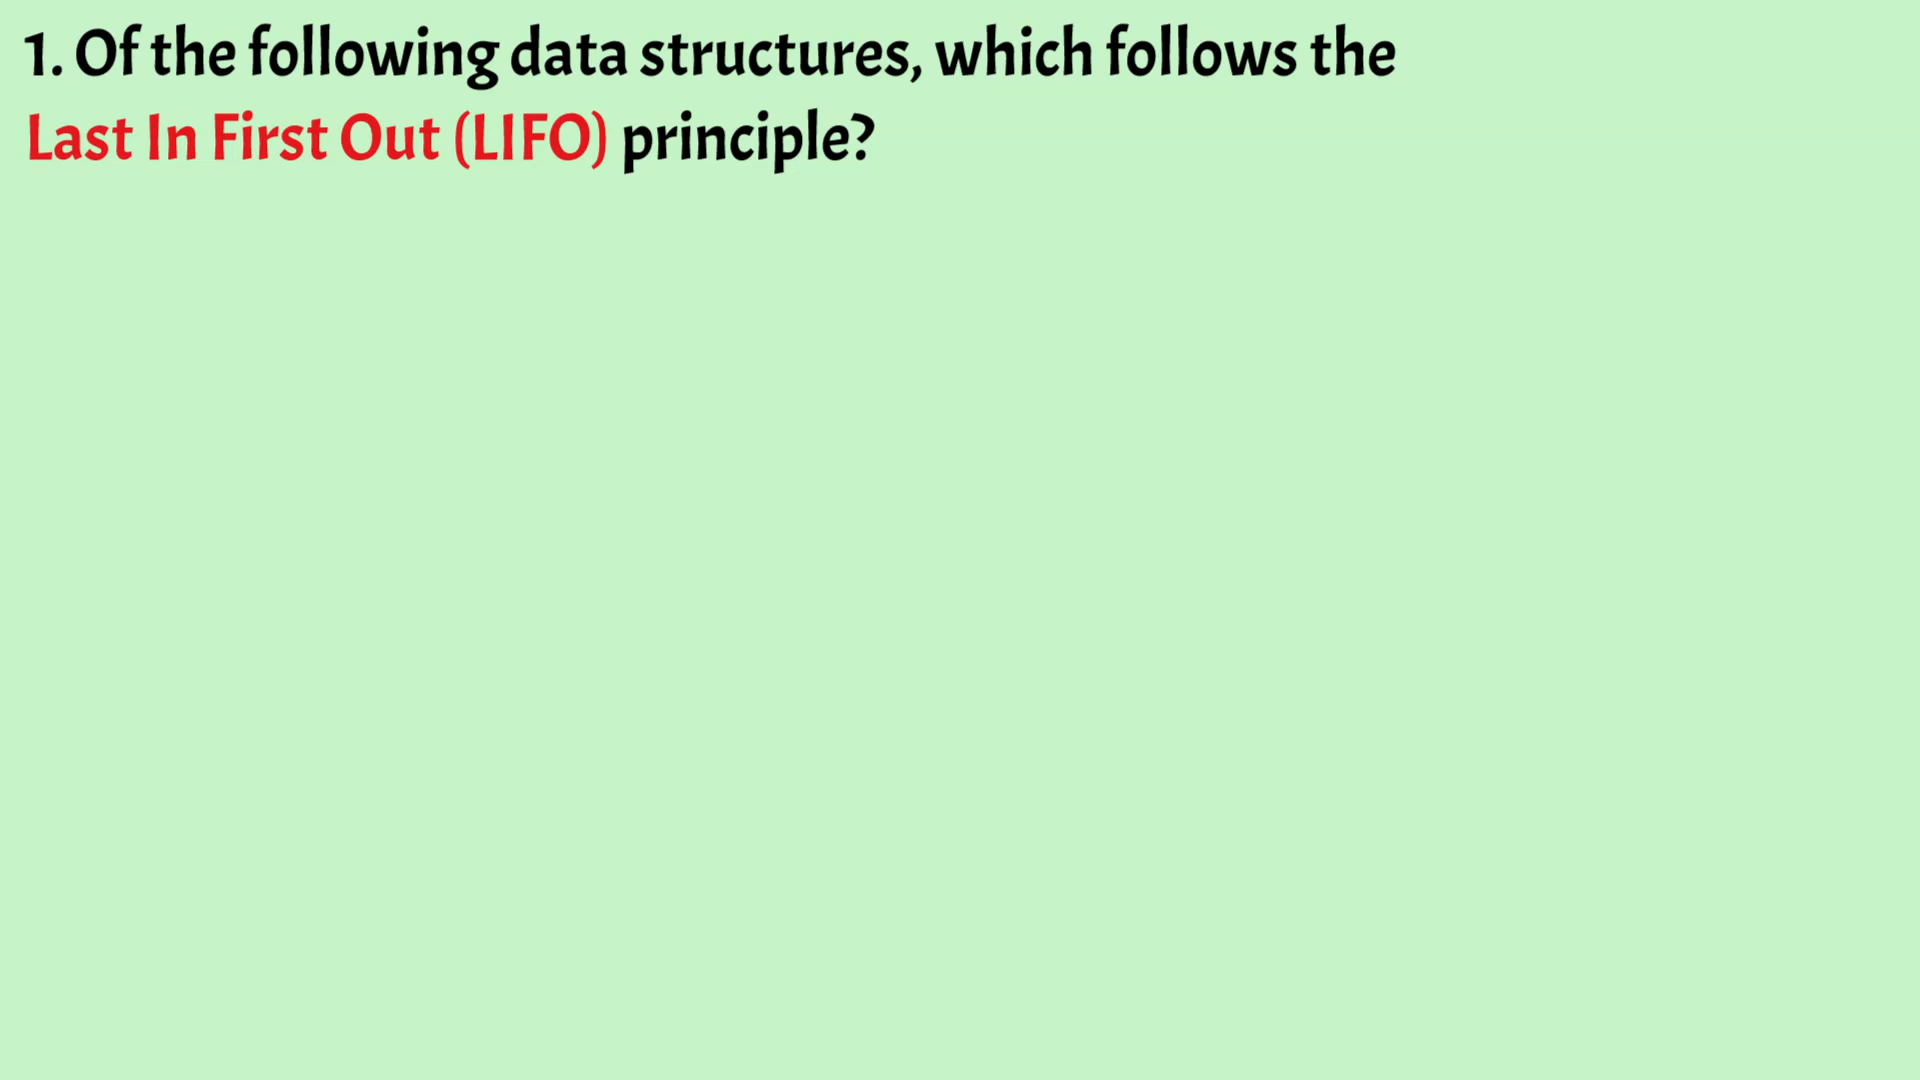 1. Of the following data structures, which follows the
Last In First Out (LIFO) principle?